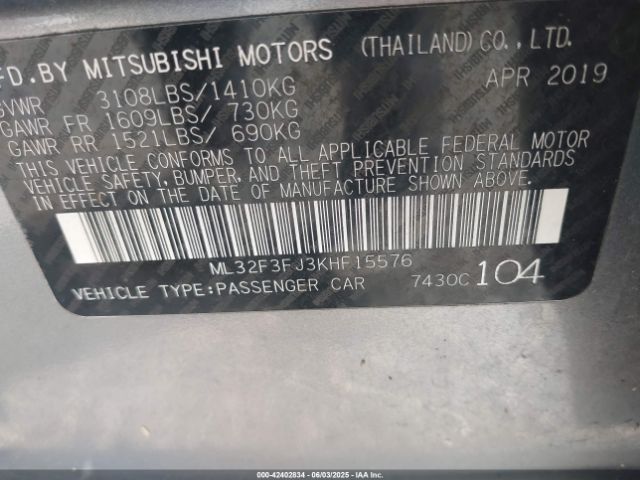 FD. BY MITSUBISHI MOTORS (THAILAND) CO., LTD.
APR 2019
GVWR 3108LBS/1410KG
GAWR FR 1609LBS/ 730KG
GAWR RR 1521LBS/ 690KG
THIS VEHICLE CONFORMS TO ALL APPLICABLE FEDERAL MOTOR
VEHICLE SAFETY, BUMPER, AND THEFT PREVENTION STANDARDS
IN EFFECT ON THE DATE OF MANUFACTURE SHOWN ABOVE.
ML32F3FJ3KHF15576
VEHICLE TYPE:PASSENGER CAR 7430C 104
000-42402834 - 06/03/2025 - IAAI.CA